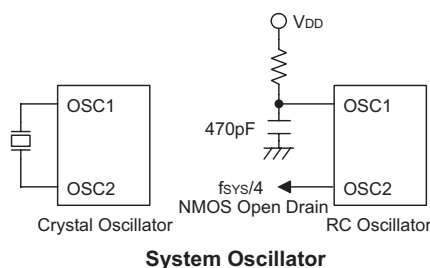 VDD
OSC1
OSC1
470pF
OSC2
fSYS/4
OSC2
NMOS Open Drain
Crystal Oscillator
RC Oscillator
System Oscillator